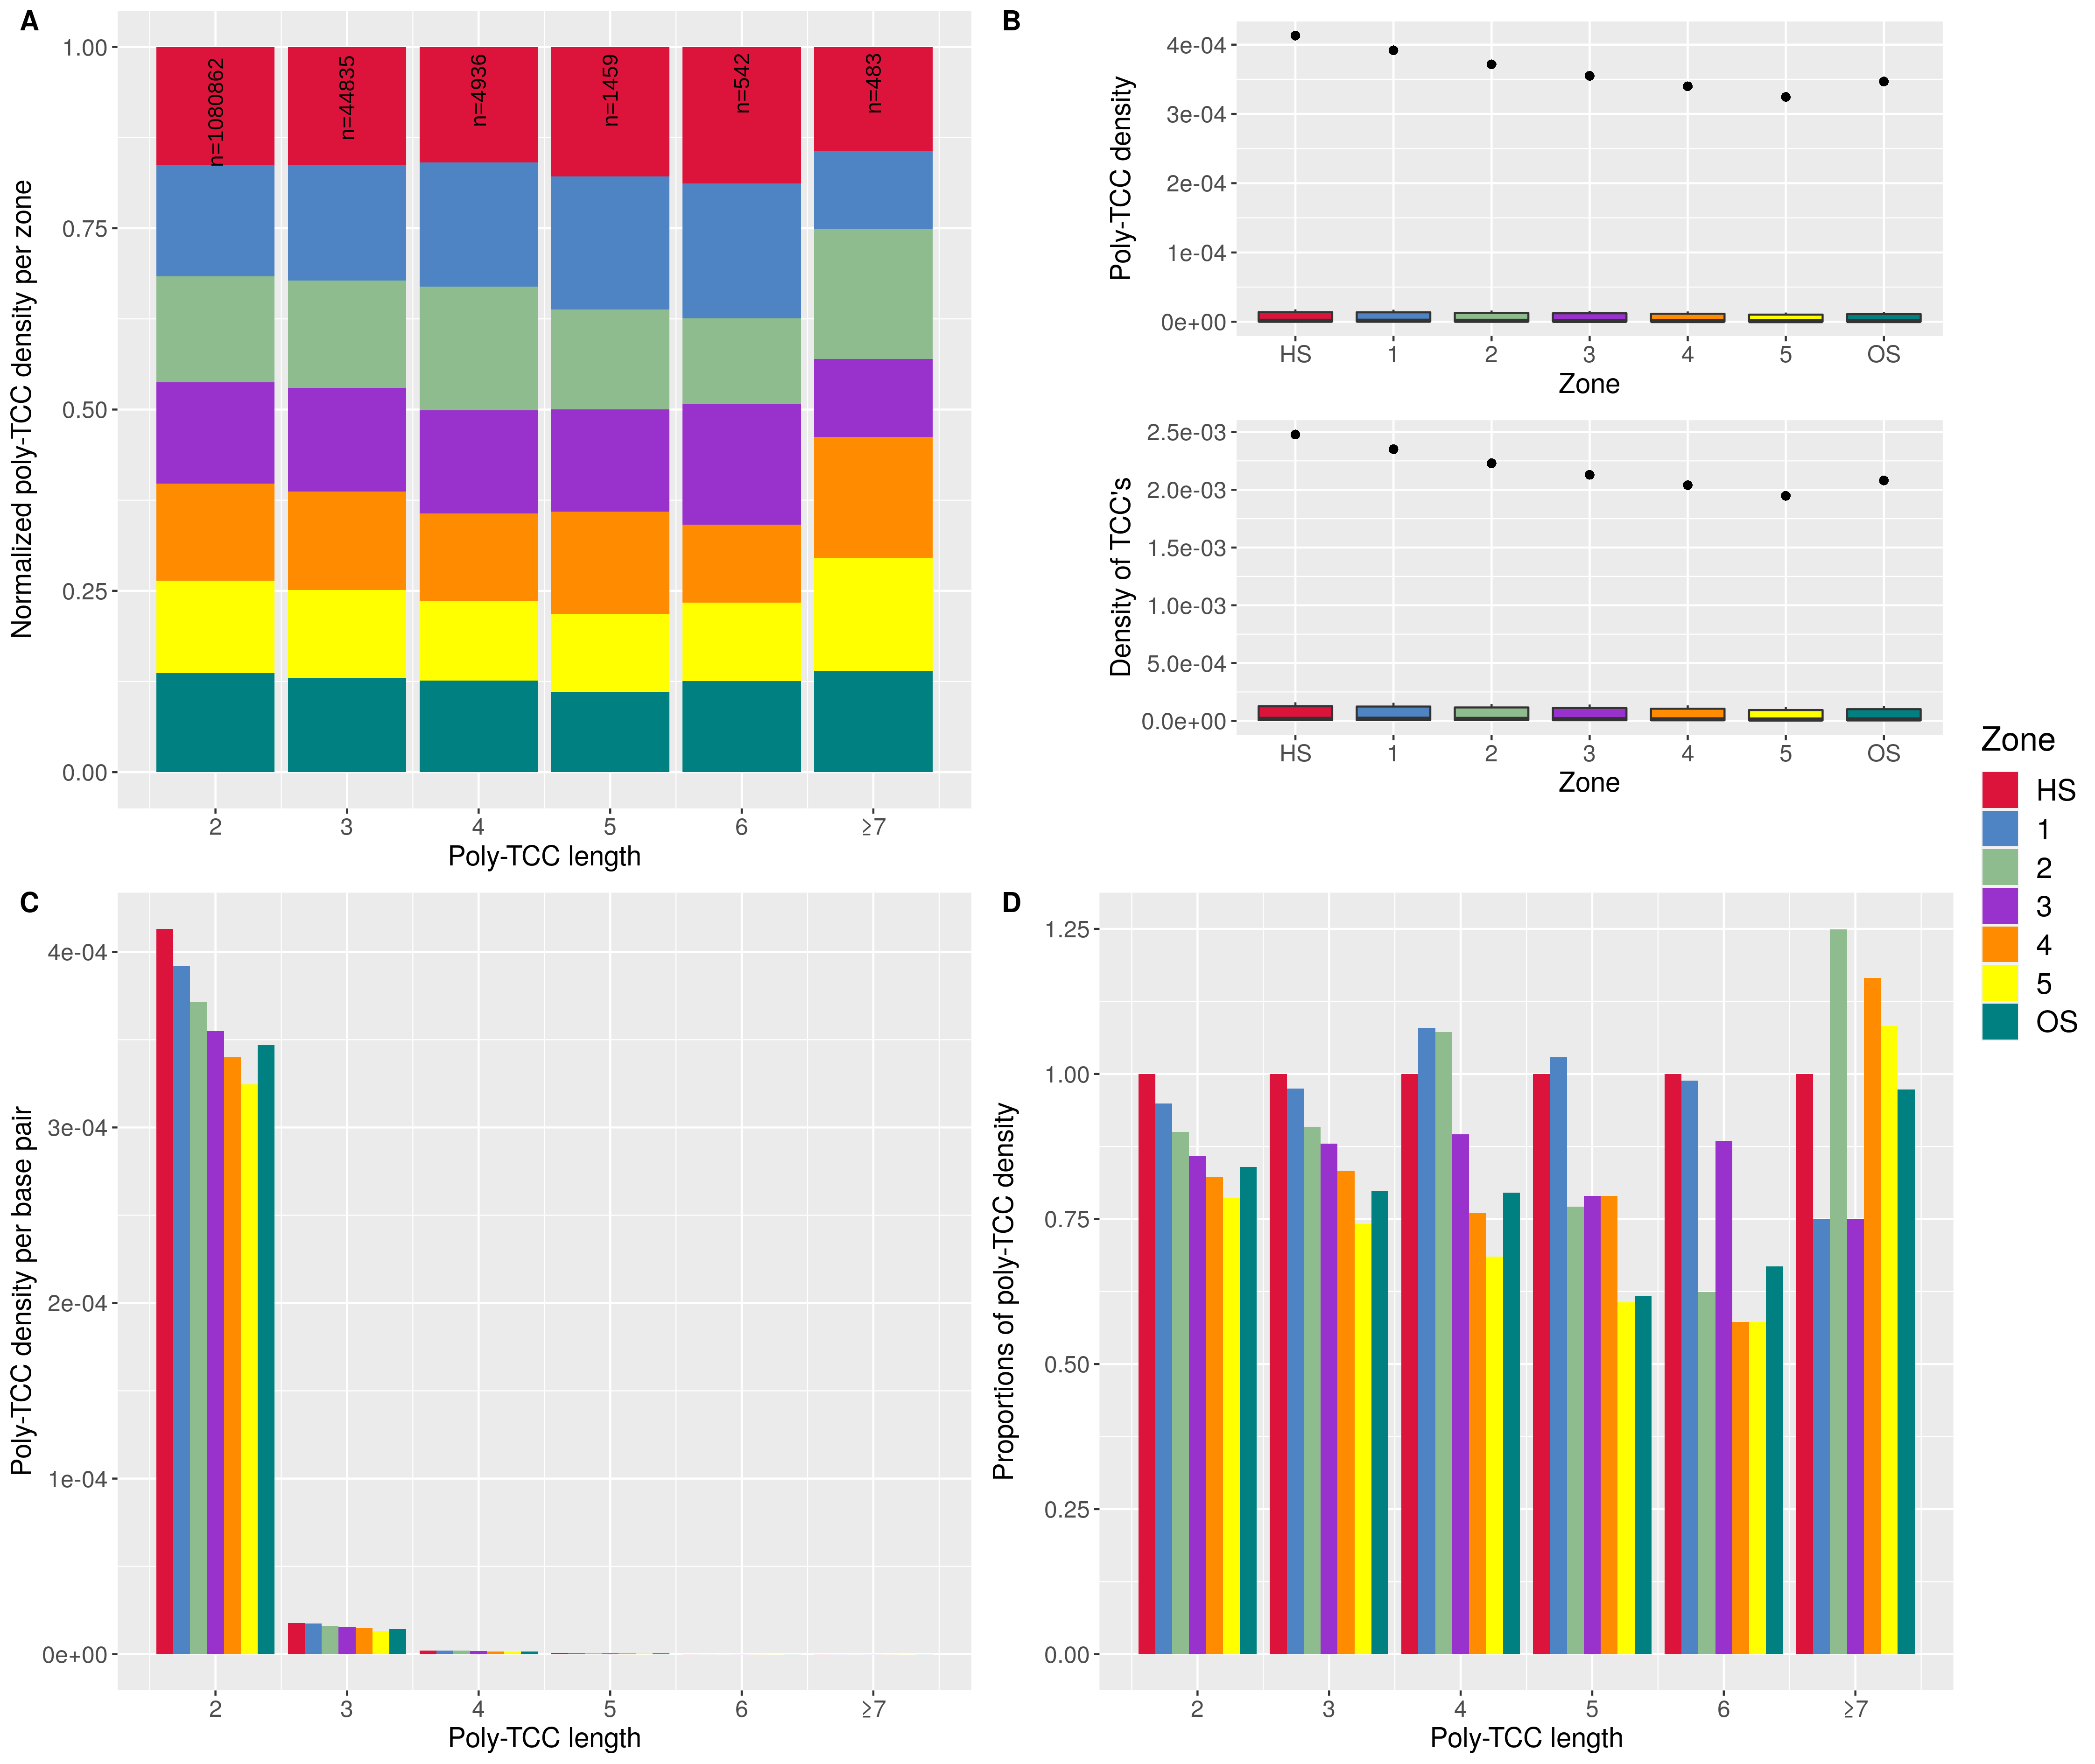 A
Normalized poly-TCC density per zone
1.00
0.75
0.50
0.25
0.00
n=1080862
n=44835
n=4936
n=1459
n=542
n=483
2 3 4 5 6 ≥7
Poly-TCC length
B
Poly-TCC density
4e-04
3e-04
2e-04
1e-04
0e+00
HS 1 2 3 4 5 OS
Zone
Density of TCC's
2.5e-03
2.0e-03
1.5e-03
1.0e-03
5.0e-04
0.0e+00
HS 1 2 3 4 5 OS
Zone
Zone
HS
1
2
3
4
5
OS
C
Poly-TCC density per base pair
4e-04
3e-04
2e-04
1e-04
0e+00
2 3 4 5 6 ≥7
Poly-TCC length
D
Proportions of poly-TCC density
1.25
1.00
0.75
0.50
0.25
0.00
2 3 4 5 6 ≥7
Poly-TCC length